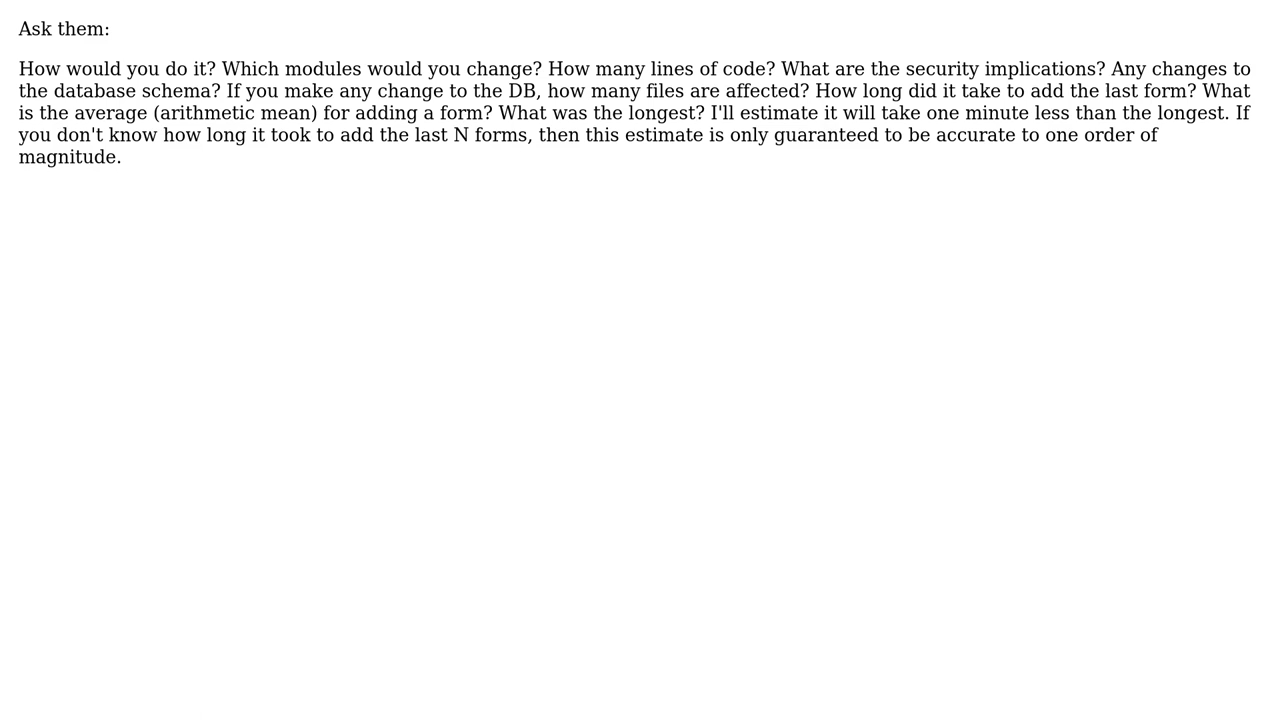 Ask them:
How would you do it? Which modules would you change? How many lines of code? What are the security implications? Any changes to
the database schema? If you make any change to the DB, how many files are affected? How long did it take to add the last form? What
is the average (arithmetic mean) for adding a form? What was the longest? I'll estimate it will take one minute less than the longest. If
you don't know how long it took to add the last N forms, then this estimate is only guaranteed to be accurate to one order of
magnitude.